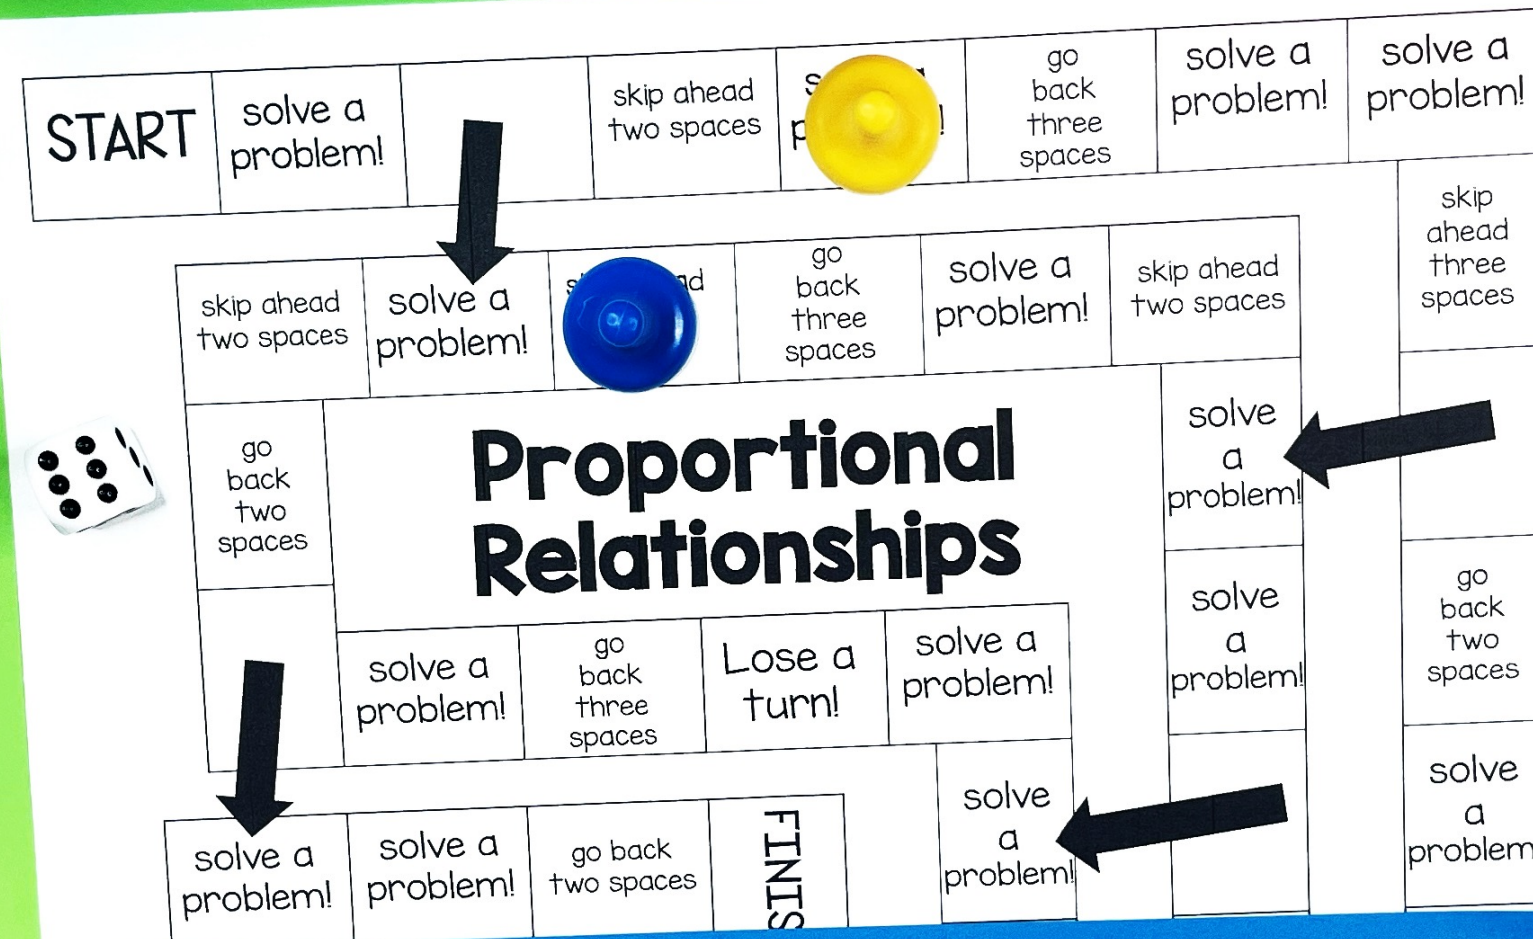 START
solve a
problem!
skip ahead
two spaces
go
back
three
spaces
solve a
problem!
solve a
problem!
skip
ahead
three
spaces
skip ahead
two spaces
solve a
problem!
go
back
three
spaces
solve a
problem!
skip ahead
two spaces
go
back
two
spaces
Proportional
Relationships
solve
a
problem!
solve
a
problem!
go
back
two
spaces
solve a
problem!
go
back
three
spaces
Lose a
turn!
solve a
problem!
solve
a
problem!
solve
a
problem
solve a
problem!
solve a
problem!
go back
two spaces
FINIS